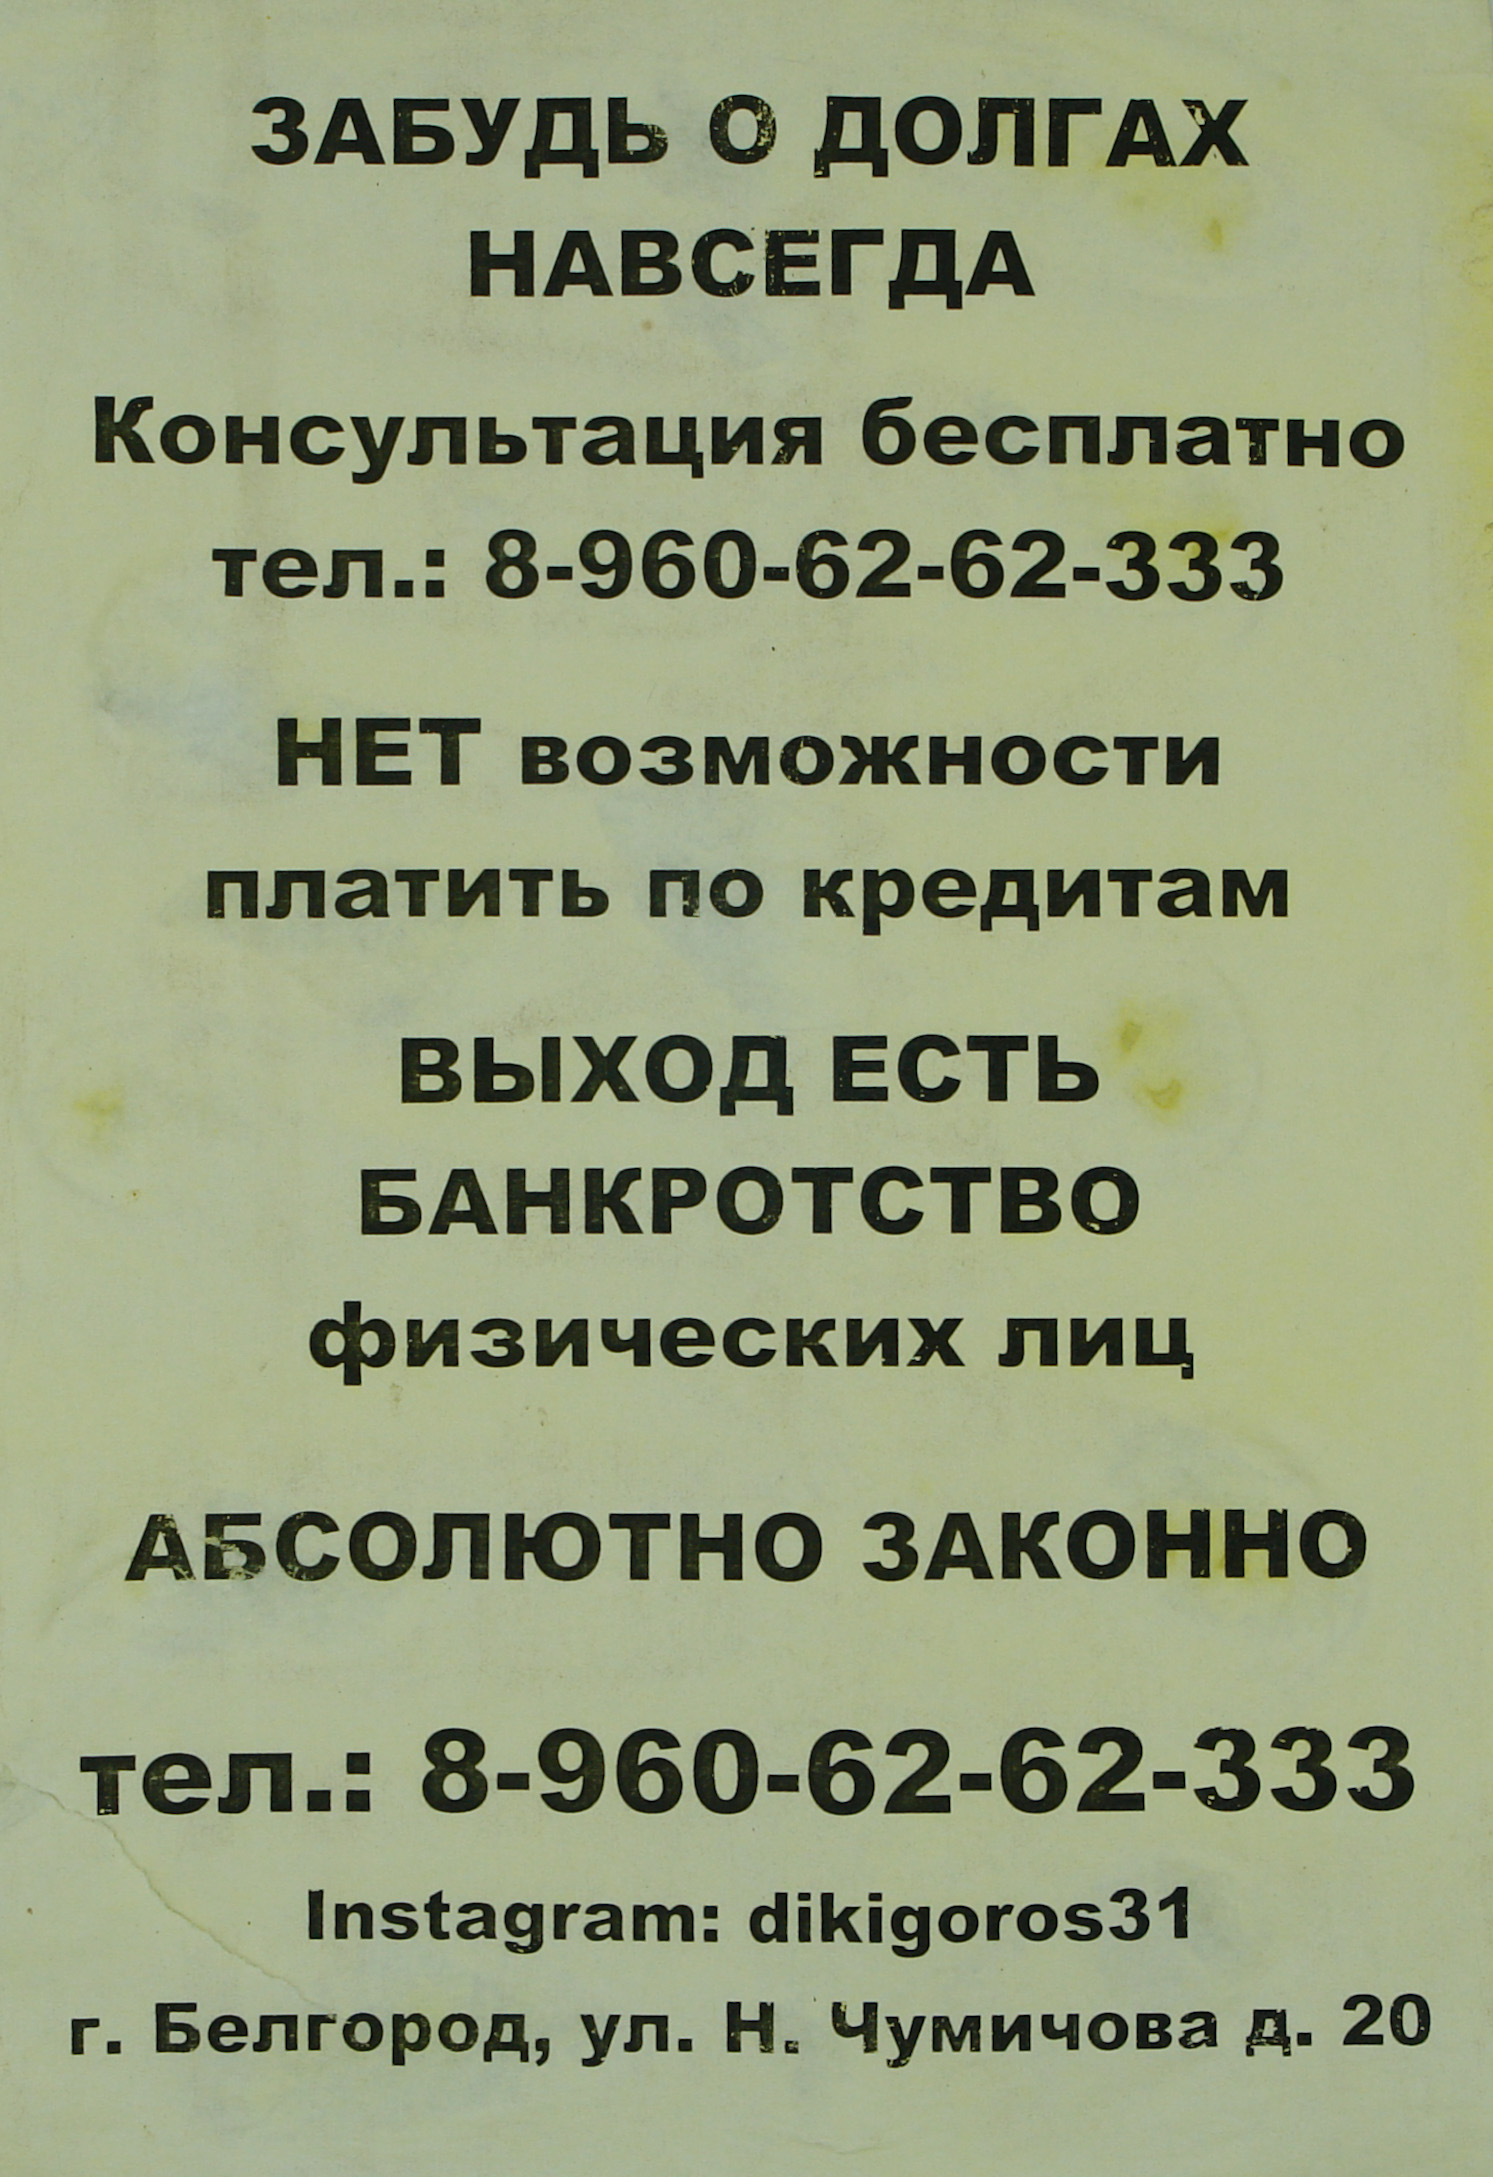 ЗАБУДЬ О ДОЛГАХ
НАВСЕГДА
Консультация бесплатно
тел.: 8-960-62-62-333
НЕТ возможности
платить по кредитам
ВЫХОД ЕСТЬ
БАНКРОТСТВО
физических лиц
АБСОЛЮТНО ЗАКОННО
тел.: 8-960-62-62-333
Instagram: dikigoros31
г. Белгород, ул. Н. Чумичова д. 20